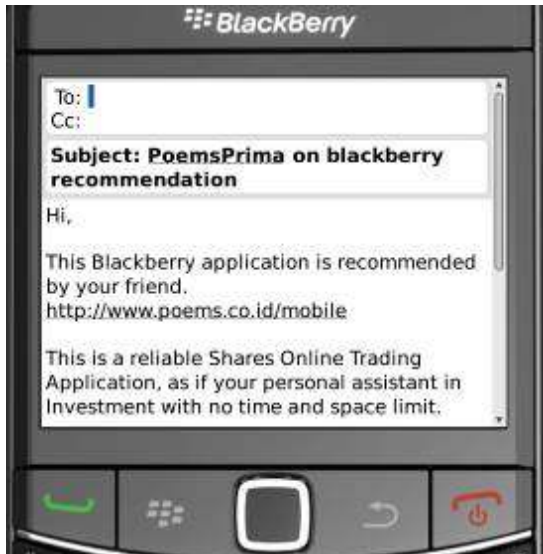 BlackBerry
To:
Cc:
Subject: PoemsPrima on blackberry
recommendation
Hi,
This Blackberry application is recommended
by your friend.
http://www.poems.co.id/mobile
This is a reliable Shares Online Trading
Application, as if your personal assistant in
Investment with no time and space limit.